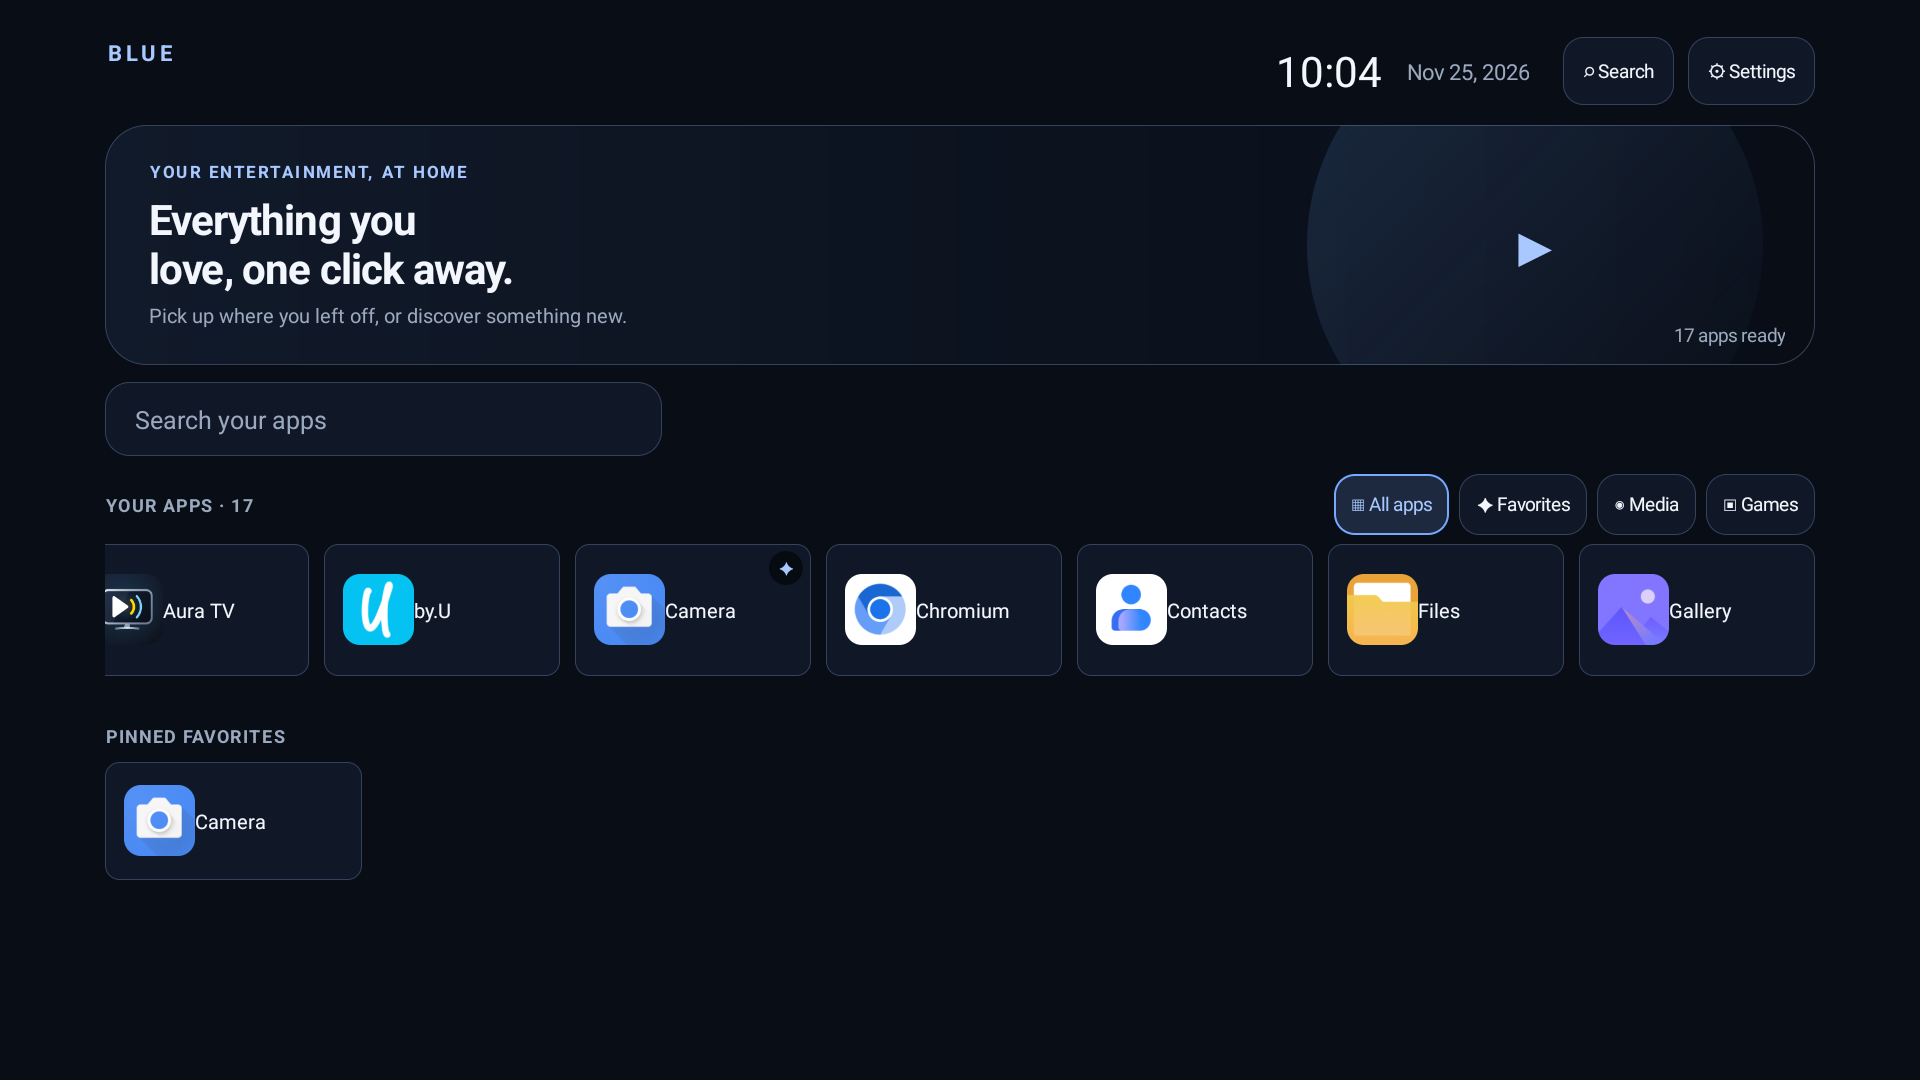 BLUE
10:04
Nov 25, 2026
Search
Settings
YOUR ENTERTAINMENT, AT HOME
Everything you
love, one click away.
Pick up where you left off, or discover something new.
17 apps ready
Search your apps
YOUR APPS · 17
All apps
Favorites
Media
Games
Aura TV
by.U
Camera
Chromium
Contacts
Files
Gallery
PINNED FAVORITES
Camera